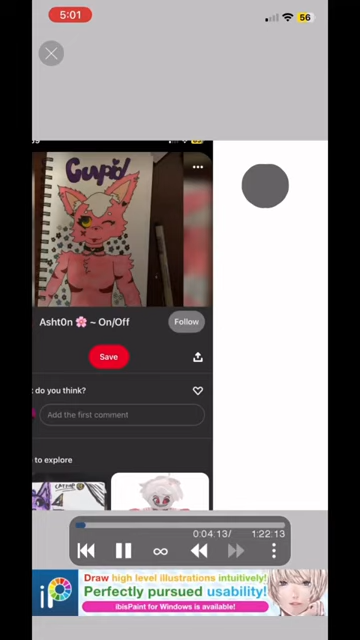 5:01
56
Cupid
Asht0n 🌸 ~ On/Off
Follow
Save
do you think?
Add the first comment
to explore
0:04.13/ 1:22.13
Draw high level illustrations intuitively!
Perfectly pursued usability!
ibisPaint for Windows is available!
iP